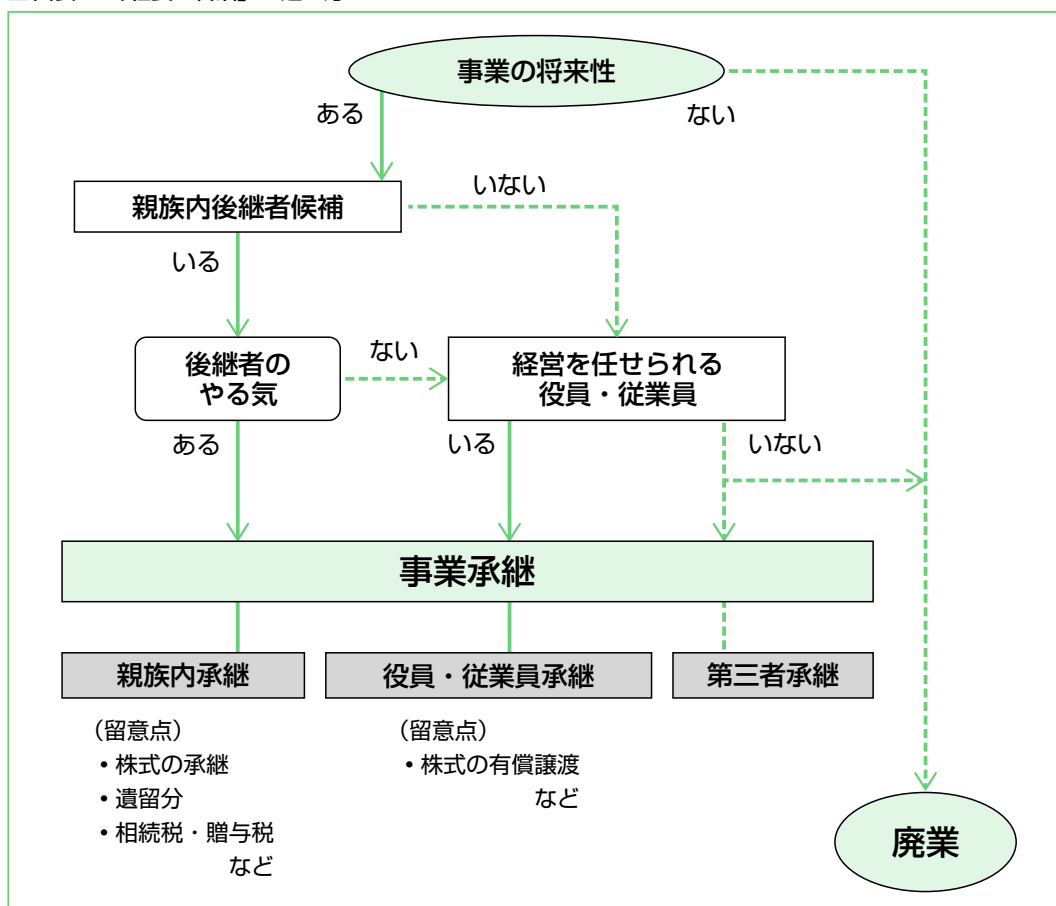 事業の将来性
ある
ない
親族内後継者候補
いない
いる
後継者の
やる気
ない
経営を任せられる
役員・従業員
ある
いる
いない
事業承継
親族内承継
役員・従業員承継
第三者承継
（留意点）
・株式の承継
・遺留分
・相続税・贈与税
など
（留意点）
・株式の有償譲渡
など
廃業